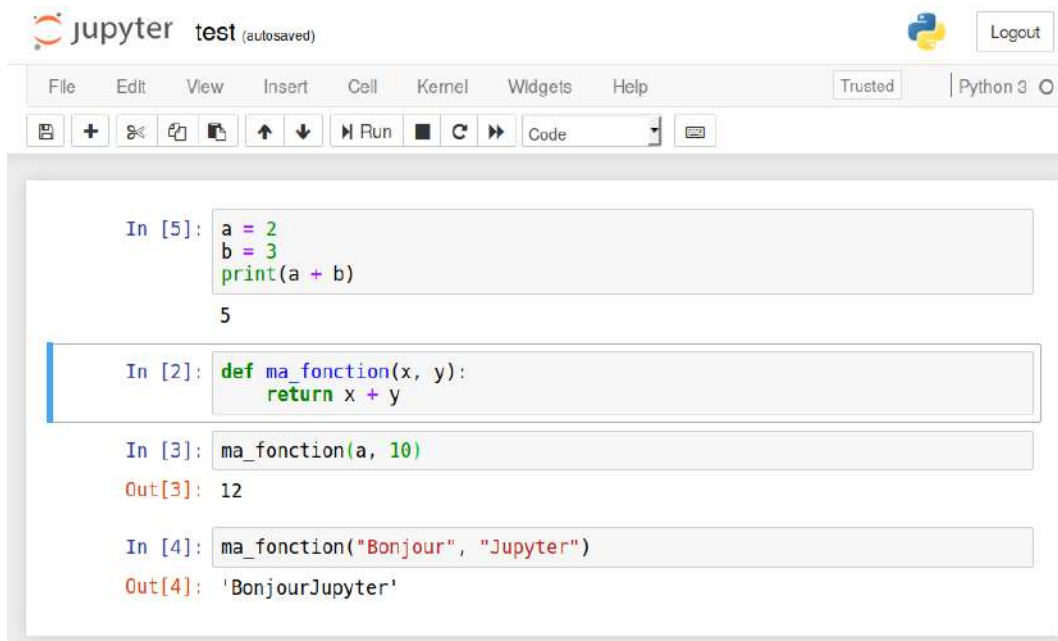 jupyter test (autosaved)
Logout
File Edit View Insert Cell Kernel Widgets Help Trusted Python 3
Run Code
In [5]: a = 2
b = 3
print(a + b)
5
In [2]: def ma_fonction(x, y):
    return x + y
In [3]: ma_fonction(a, 10)
Out[3]: 12
In [4]: ma_fonction("Bonjour", "Jupyter")
Out[4]: 'BonjourJupyter'